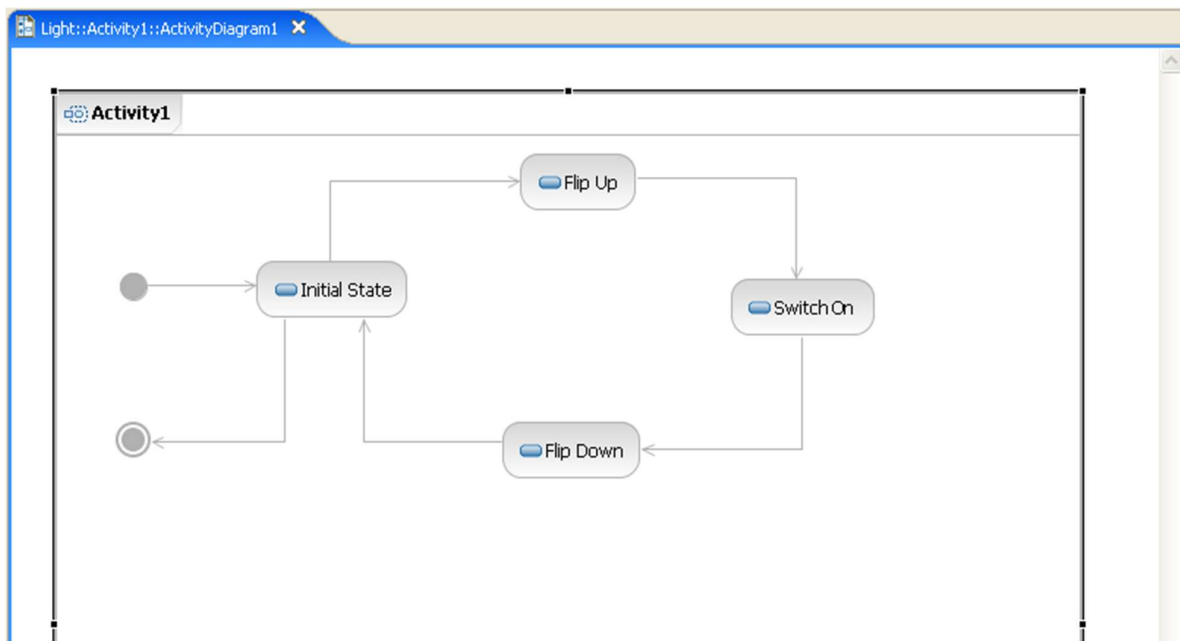 Light::Activity1::ActivityDiagram1
Activity1
Flip Up
Initial State
Switch On
Flip Down